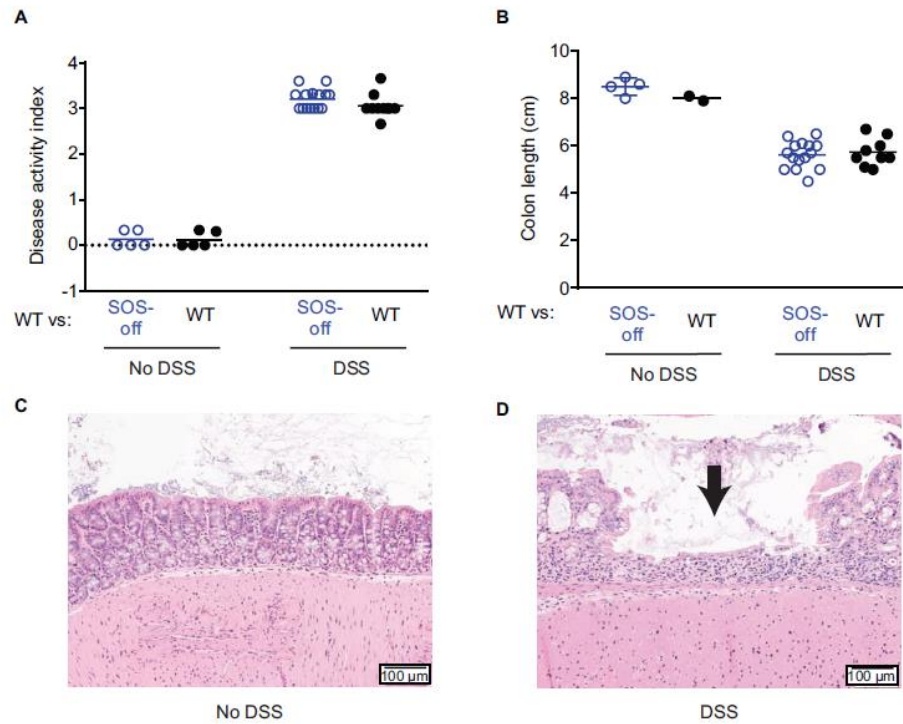 A
Disease activity index
4
3
2
1
0
-1
WT vs:
SOS-
off
WT
SOS-
off
WT
No DSS
DSS
B
Colon length (cm)
10
8
6
4
2
0
WT vs:
SOS-
off
WT
SOS-
off
WT
No DSS
DSS
C
100 µm
No DSS
D
100 µm
DSS